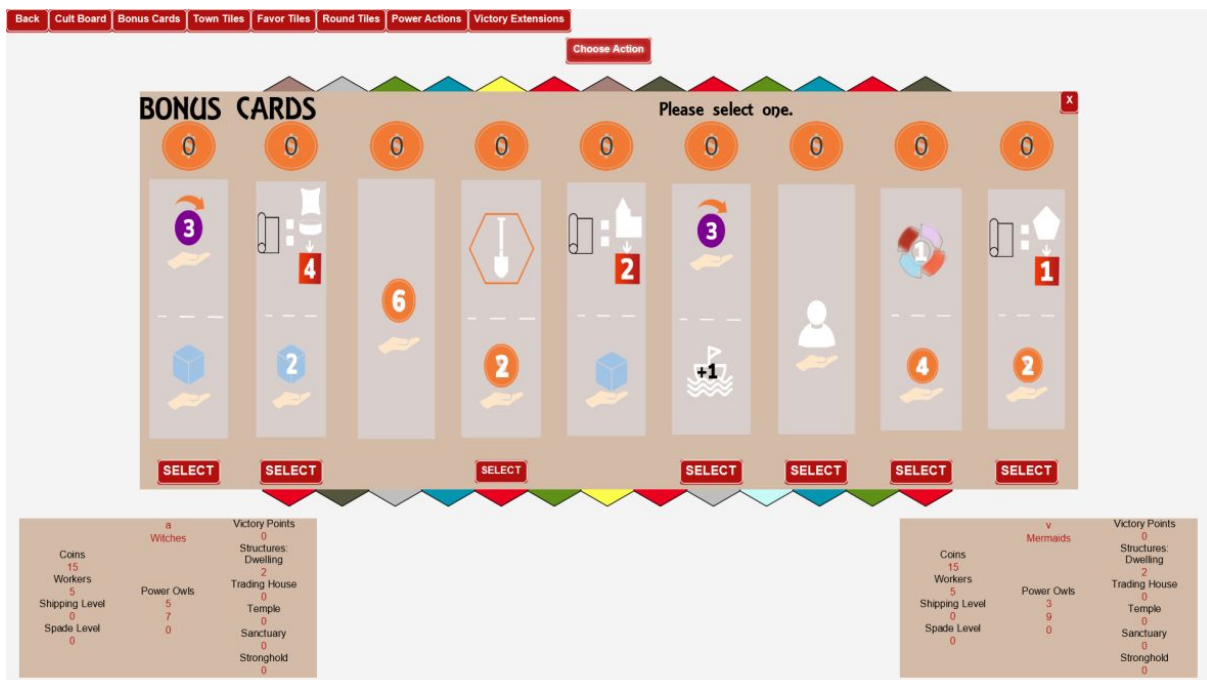 Back Cult Board Bonus Cards Town Tiles Favor Tiles Round Tiles Power Actions Victory Extensions
Choose Action
BONUS CARDS Please select one. X
0 0 0 0 0 0 0 0 0
3 3 1
4 2 1
6
2 2 +1 4 2
SELECT SELECT SELECT SELECT SELECT SELECT SELECT
a
Witches
Coins
15
Workers
5
Shipping Level
0
Spade Level
0
Power Owls
5
7
0
Victory Points
0
Structures:
Dwelling
2
Trading House
0
Temple
0
Sanctuary
0
Stronghold
0
v
Mermaids
Coins
15
Workers
5
Shipping Level
0
Spade Level
0
Power Owls
3
9
0
Victory Points
0
Structures:
Dwelling
2
Trading House
0
Temple
0
Sanctuary
0
Stronghold
0